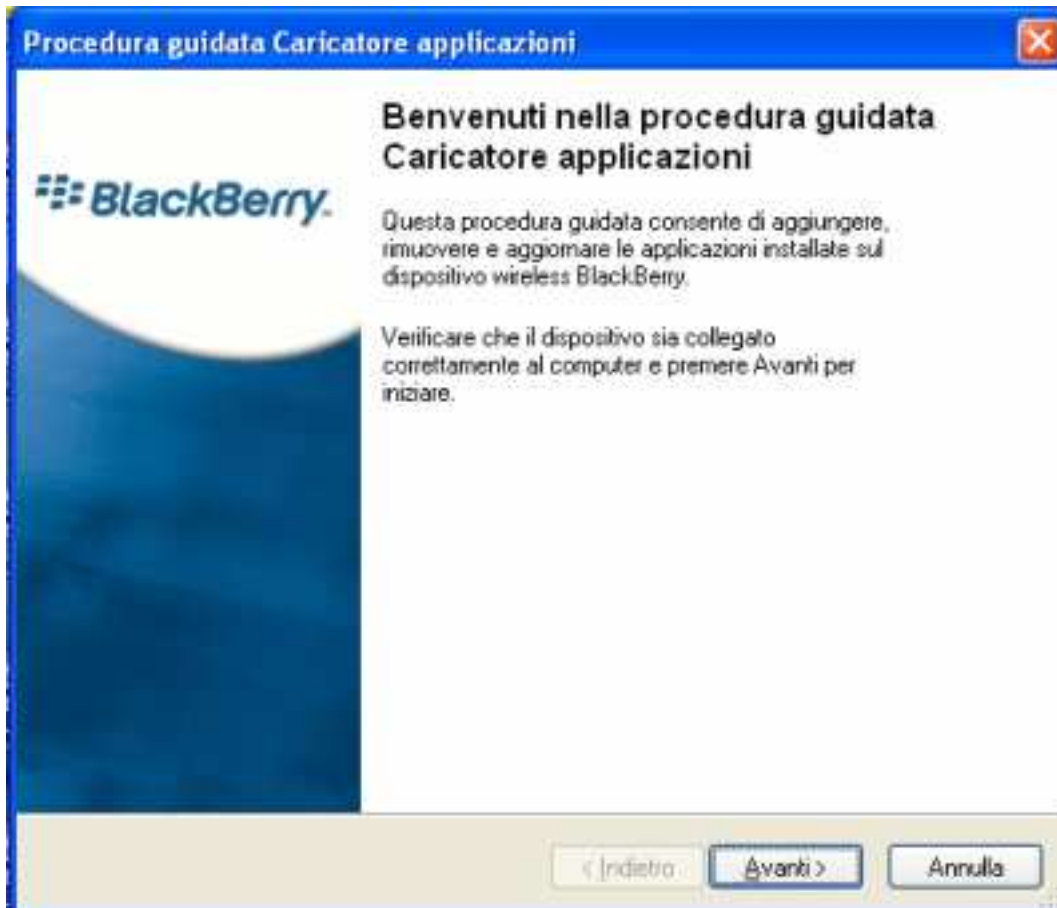 Procedura guidata Caricatore applicazioni
BlackBerry.
Benvenuti nella procedura guidata
Caricatore applicazioni
Questa procedura guidata consente di aggiungere,
rimuovere e aggiornare le applicazioni installate sul
dispositivo wireless BlackBerry.
Verificare che il dispositivo sia collegato
correttamente al computer e premere Avanti per
iniziare.
< Indietro
Avanti >
Annulla